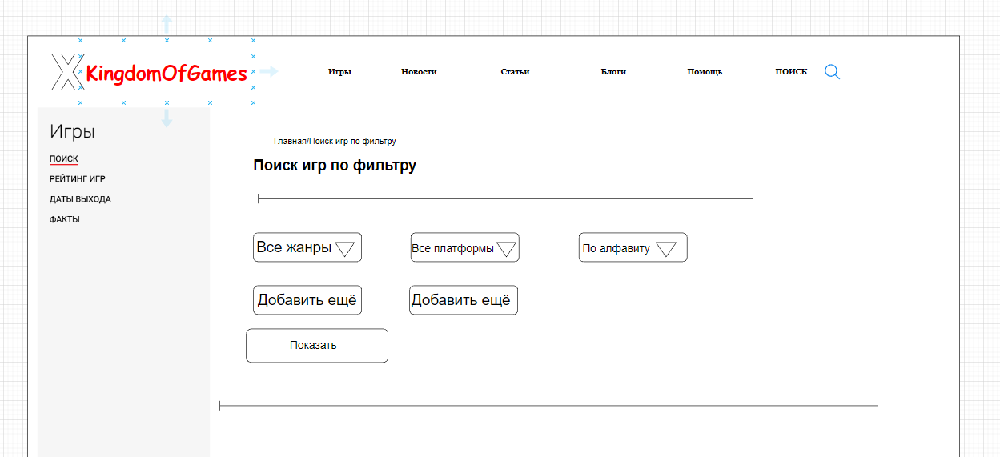 KingdomOfGames
Игры Новости Статьи Блоги Помощь ПОИСК
Игры
ПОИСК
РЕЙТИНГ ИГР
ДАТЫ ВЫХОДА
ФАКТЫ
Главная/Поиск игр по фильтру
Поиск игр по фильтру
Все жанры Все платформы По алфавиту
Добавить ещё Добавить ещё
Показать